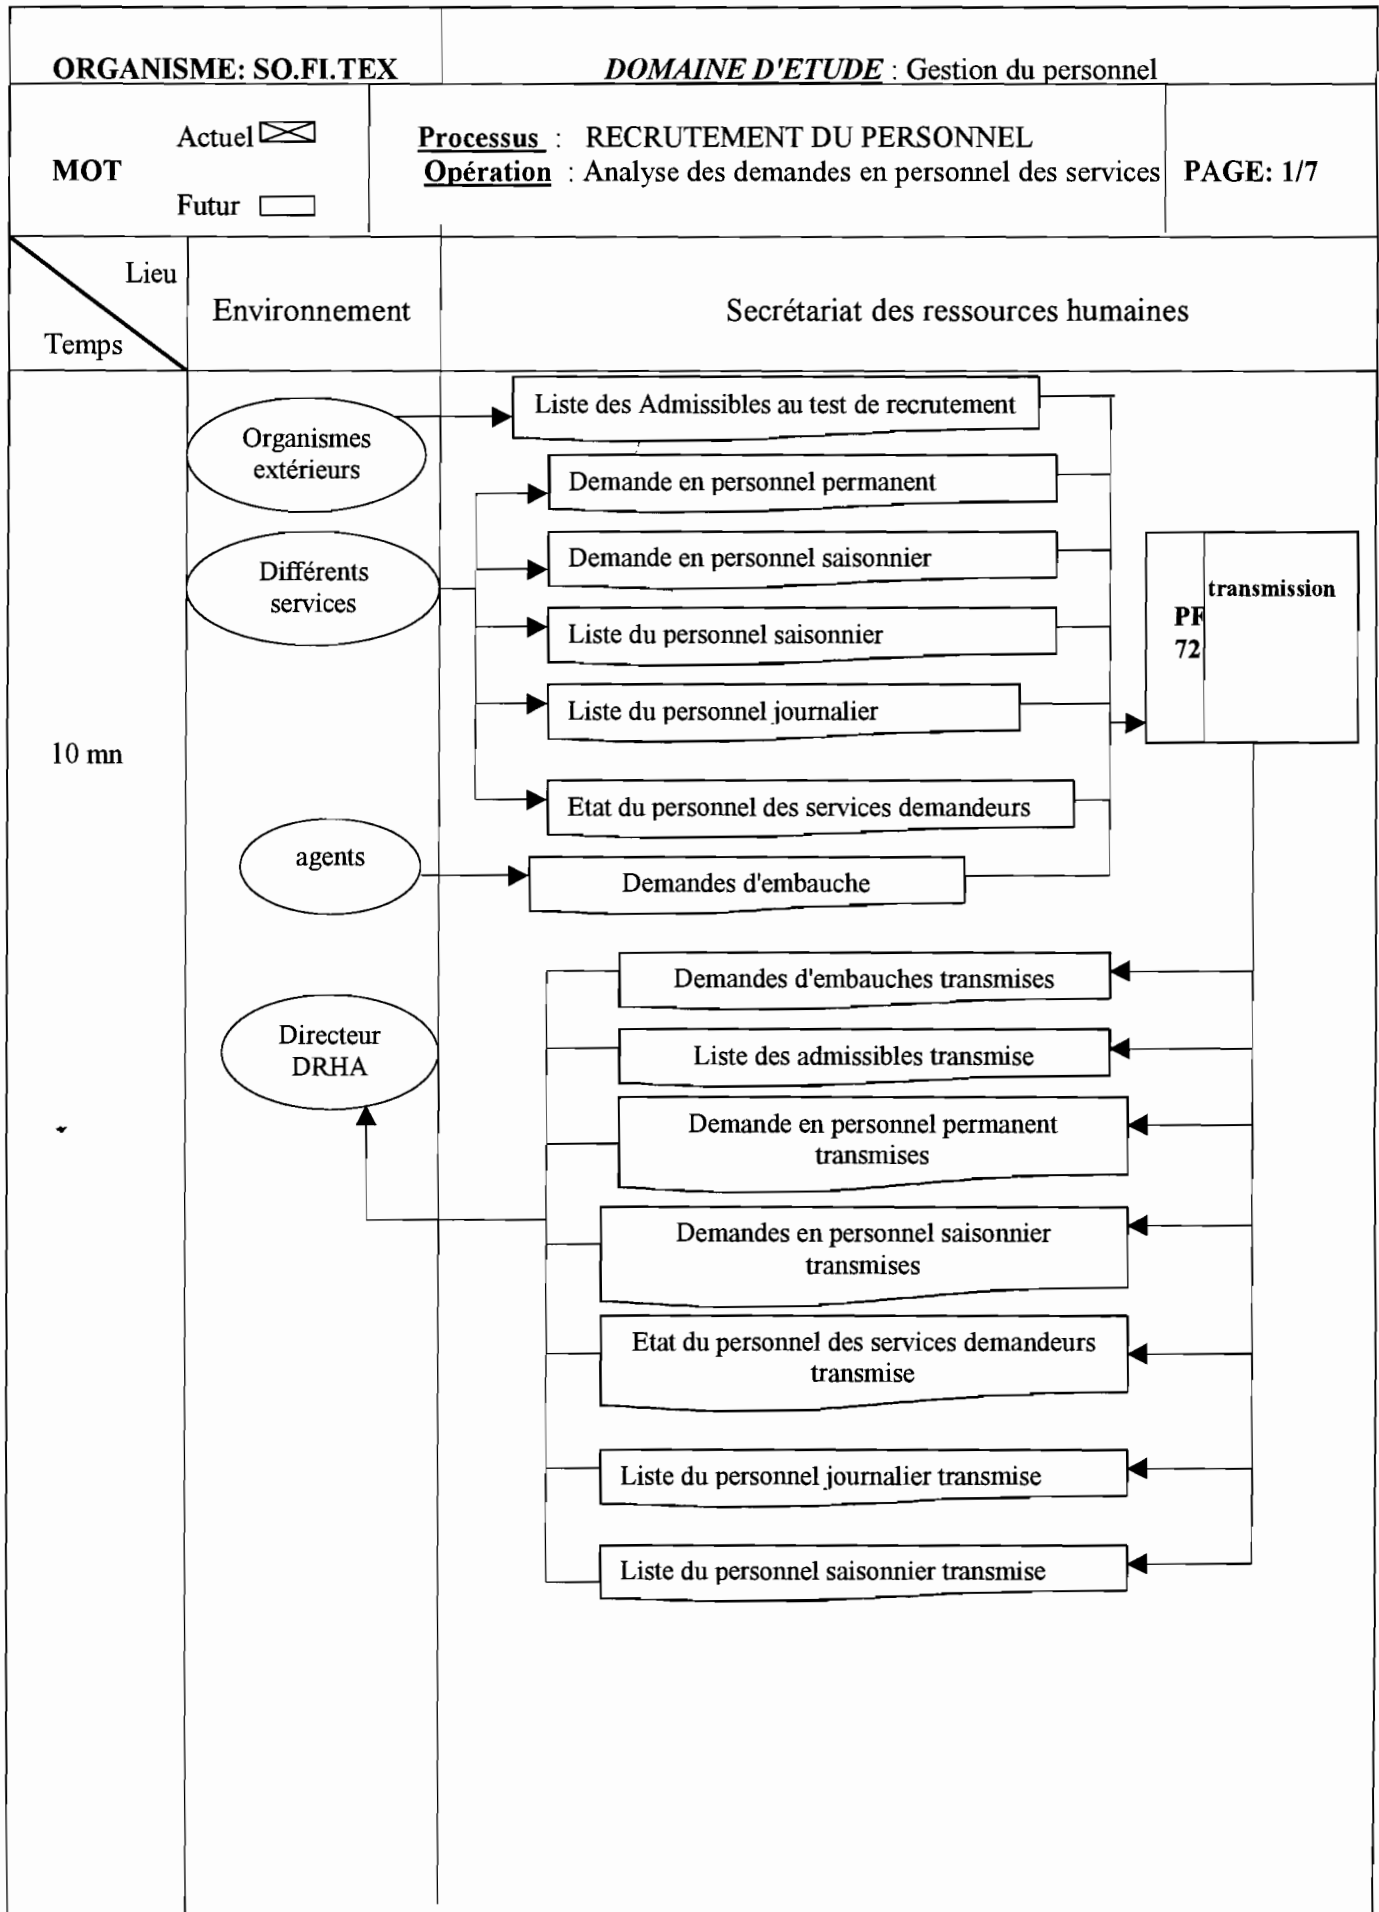 ORGANISME: SO.FI.TEX
DOMAINE D'ETUDE : Gestion du personnel
MOT
Actuel
Futur
Processus : RECRUTEMENT DU PERSONNEL
Opération : Analyse des demandes en personnel des services
PAGE: 1/7
Lieu
Temps
Environnement
Secrétariat des ressources humaines
Liste des Admissibles au test de recrutement
Organismes
extérieurs
Demande en personnel permanent
Demande en personnel saisonnier
Différents
services
Liste du personnel saisonnier
Liste du personnel journalier
transmission
PF
72
10 mn
Etat du personnel des services demandeurs
agents
Demandes d'embauche
Demandes d'embauches transmises
Directeur
DRHA
Liste des admissibles transmise
Demande en personnel permanent
transmises
Demandes en personnel saisonnier
transmises
Etat du personnel des services demandeurs
transmise
Liste du personnel journalier transmise
Liste du personnel saisonnier transmise